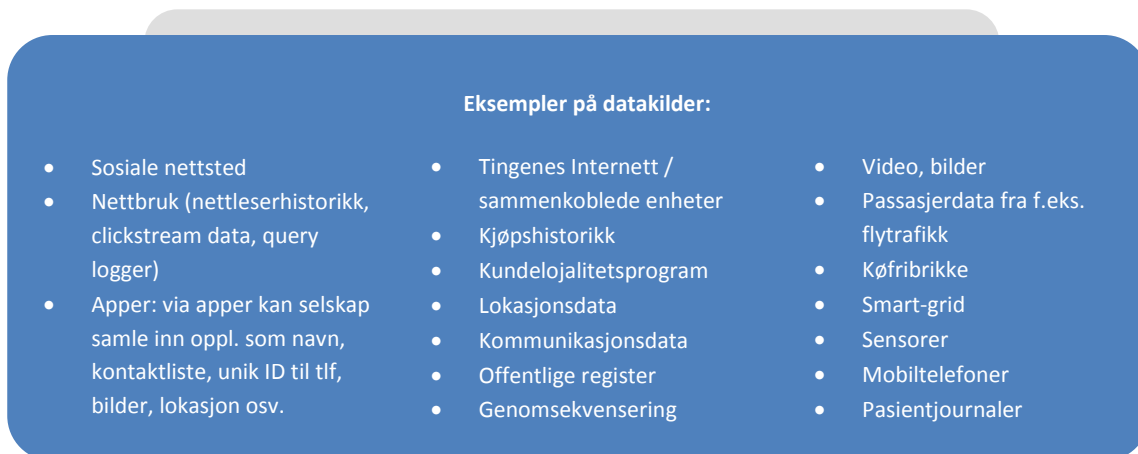 Eksempler på datakilder:
• Sosiale nettsted
• Nettbruk (nettleserhistorikk,
clickstream data, query
logger)
• Apper: via apper kan selskap
samle inn oppl. som navn,
kontaktliste, unik ID til tlf,
bilder, lokasjon osv.
• Tingenes Internett /
sammenkoblede enheter
• Kjøpshistorikk
• Kundelojalitetsprogram
• Lokasjonsdata
• Kommunikasjonsdata
• Offentlige register
• Genomsekvensering
• Video, bilder
• Passasjerdata fra f.eks.
flytrafikk
• Køfribrikke
• Smart-grid
• Sensorer
• Mobiltelefoner
• Pasientjournaler